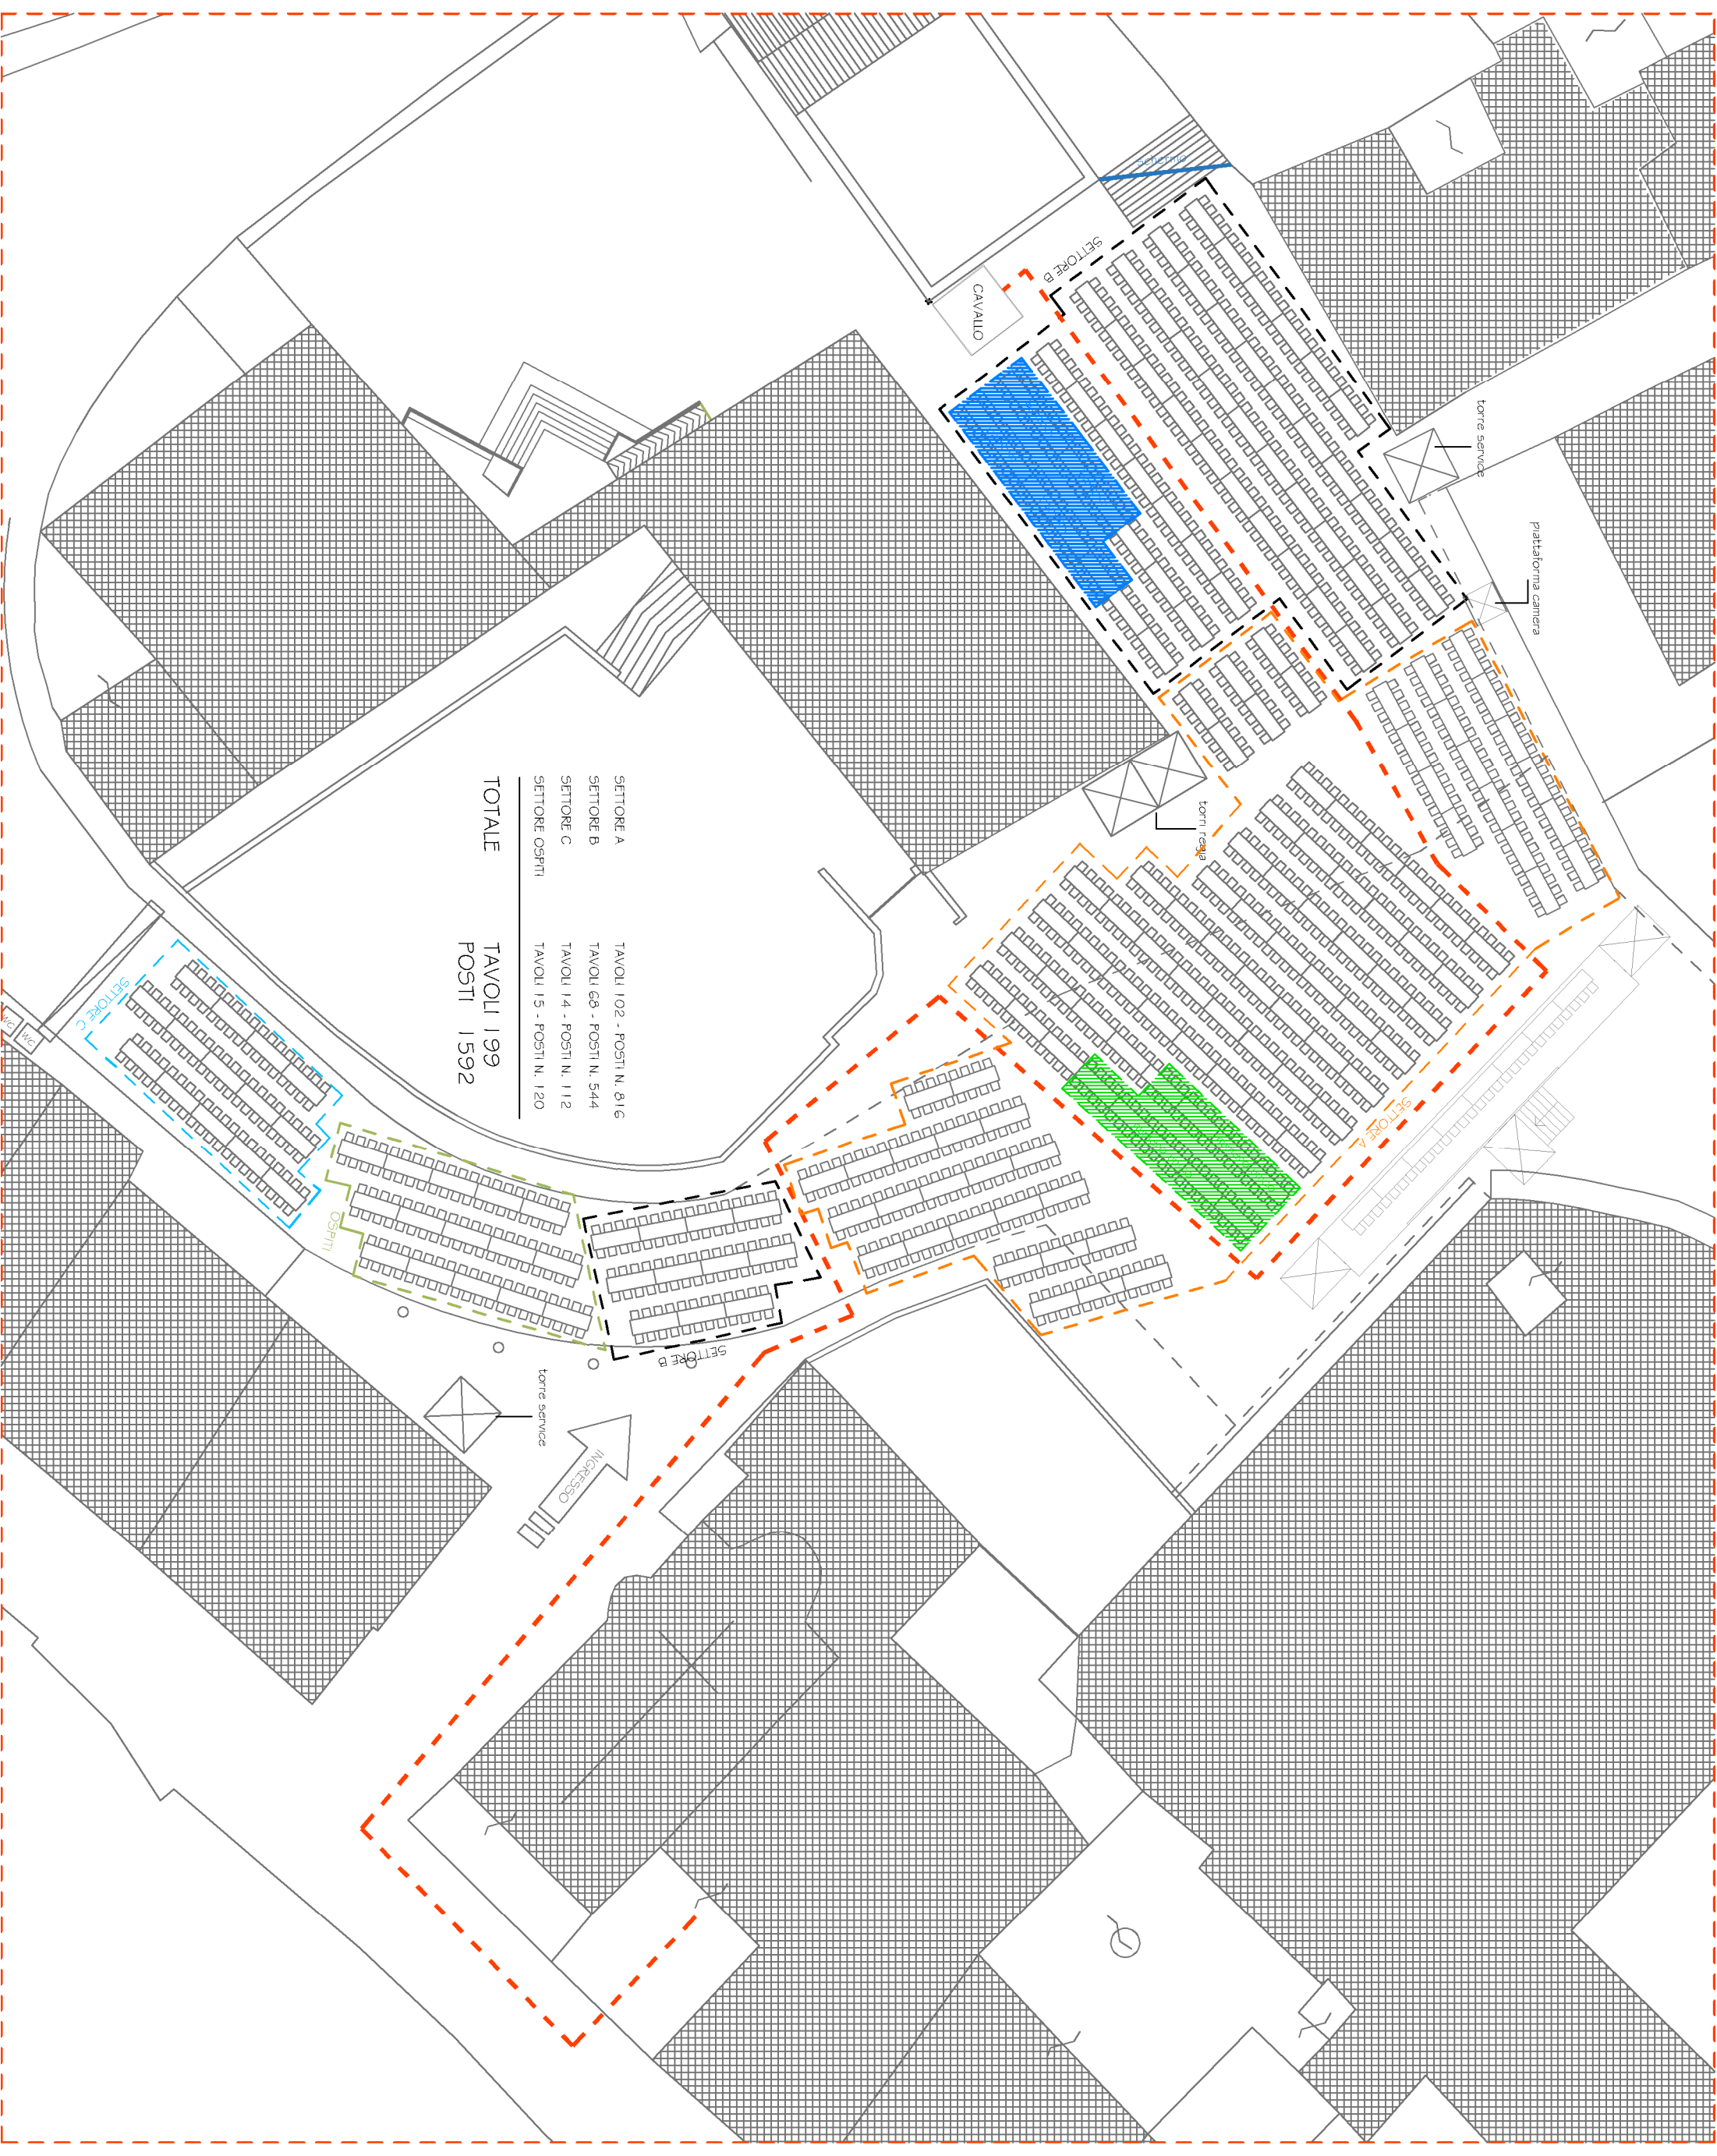 schermo
SETTORE B
CAVALLO
torre service
piattaforma camera
torri regia
SETTORE A TAVOLI 102 - POSTI N. 816
SETTORE B TAVOLI 68 - POSTI N. 544
SETTORE C TAVOLI 14 - POSTI N. 112
SETTORE OSPITI TAVOLI 15 - POSTI N. 120
TOTALE TAVOLI 199
POSTI 1592
SETTORE A
SETTORE C
WC
WC
OSPITI
SETTORE B
torre service
INGRESSO